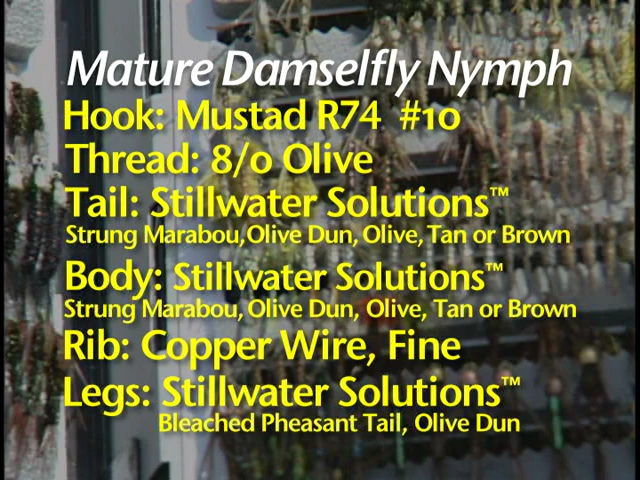 Mature Damselfly Nymph
Hook: Mustad R74 #10
Thread: 8/0 Olive
Tail: Stillwater Solutions™
Strung Marabou, Olive Dun, Olive, Tan or Brown
Body: Stillwater Solutions™
Strung Marabou, Olive Dun, Olive, Tan or Brown
Rib: Copper Wire, Fine
Legs: Stillwater Solutions™
Bleached Pheasant Tail, Olive Dun